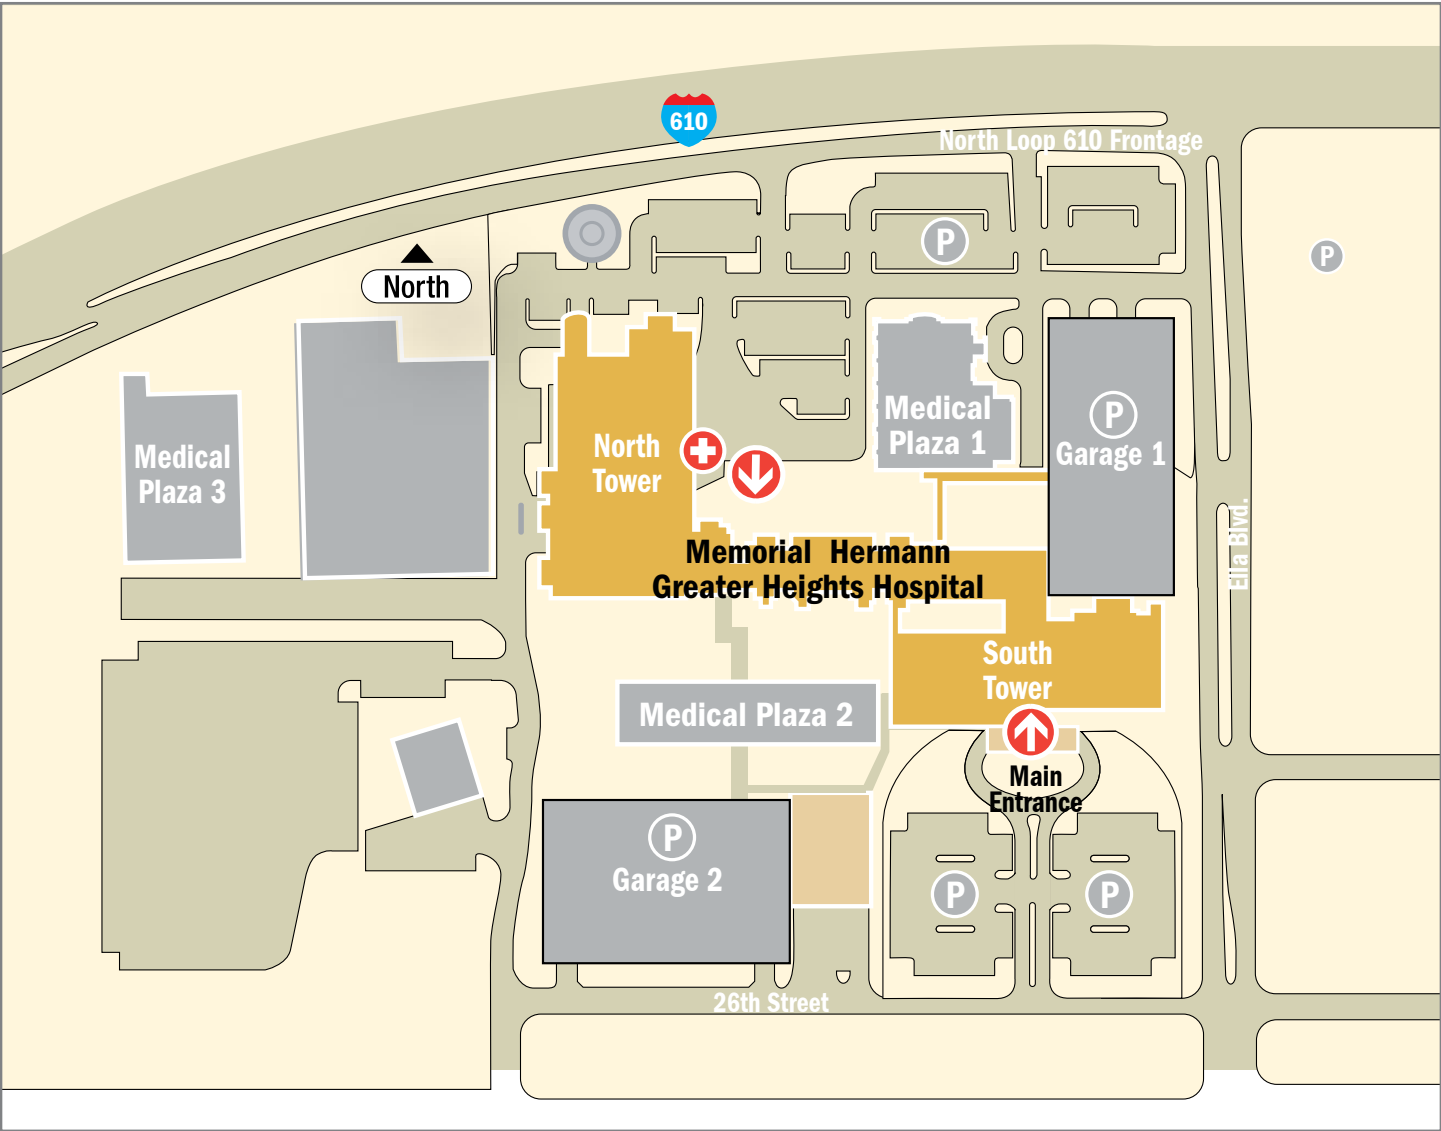 610
North Loop 610 Frontage
P
P
North
P
Garage 1
Medical
Plaza 1
North
Tower
Medical
Plaza 3
Ella Blvd.
Memorial Hermann
Greater Heights Hospital
South
Tower
Medical Plaza 2
Main
Entrance
P
Garage 2
P
P
26th Street